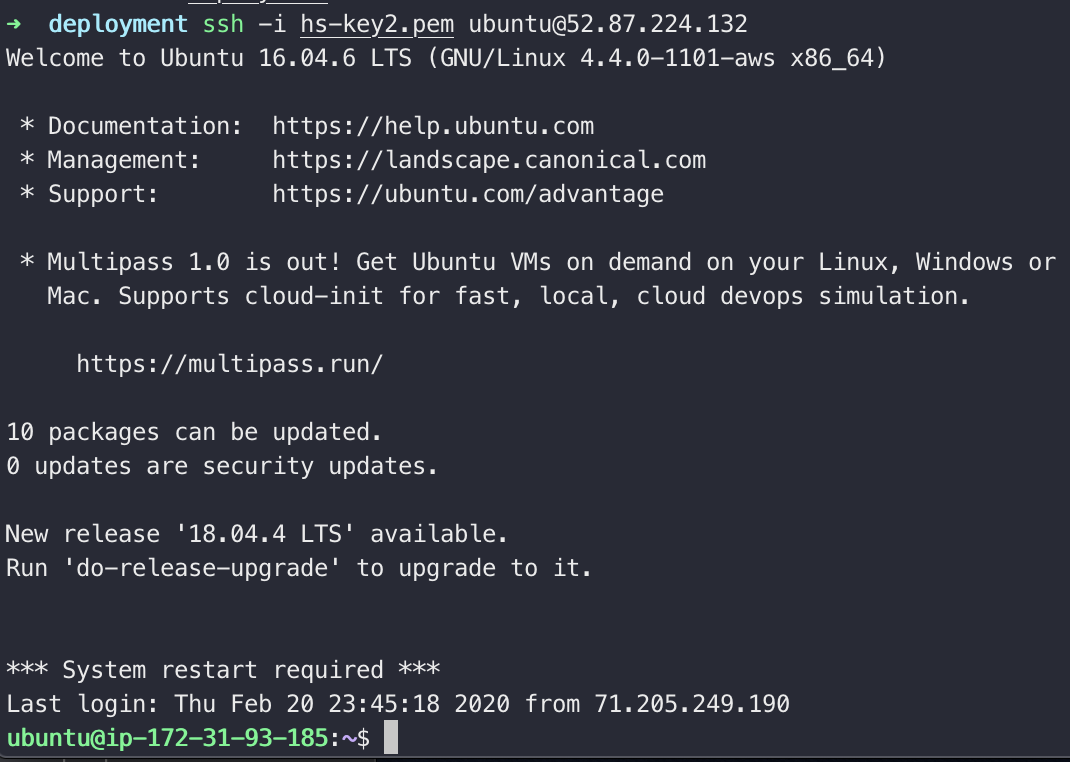 ➜  deployment ssh -i hs-key2.pem ubuntu@52.87.224.132
Welcome to Ubuntu 16.04.6 LTS (GNU/Linux 4.4.0-1101-aws x86_64)

 * Documentation:  https://help.ubuntu.com
 * Management:     https://landscape.canonical.com
 * Support:        https://ubuntu.com/advantage

 * Multipass 1.0 is out! Get Ubuntu VMs on demand on your Linux, Windows or
   Mac. Supports cloud-init for fast, local, cloud devops simulation.

     https://multipass.run/

10 packages can be updated.
0 updates are security updates.

New release '18.04.4 LTS' available.
Run 'do-release-upgrade' to upgrade to it.


*** System restart required ***
Last login: Thu Feb 20 23:45:18 2020 from 71.205.249.190
ubuntu@ip-172-31-93-185:~$